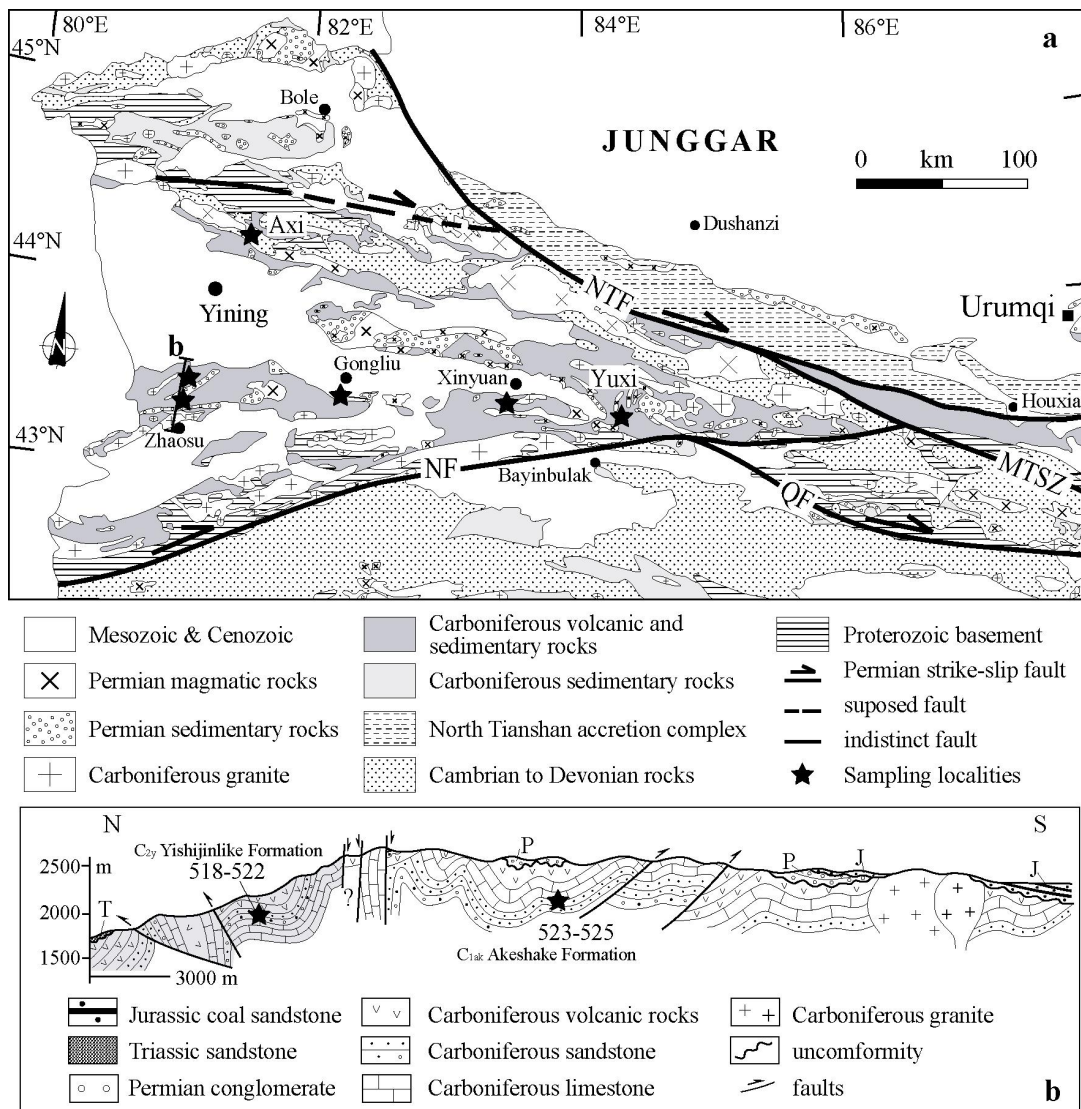 80°E
82°E
84°E
86°E
a
45°N
Bole
JUNGGAR
0 km 100
Dushanzi
44°N
Axi
NTF
Yining
Urumqi
N
b
Gongliu
Xinyuan
Yuxi
Houxia
Zhaosu
43°N
NF
Bayinbulak
QF
MTSZ
Mesozoic & Cenozoic
Permian magmatic rocks
Permian sedimentary rocks
Carboniferous granite
Carboniferous volcanic and
sedimentary rocks
Carboniferous sedimentary rocks
North Tianshan accretion complex
Cambrian to Devonian rocks
Proterozoic basement
Permian strike-slip fault
suposed fault
indistinct fault
Sampling localities
N
S
C2y Yishijinlike Formation
518-522
2500 m
2000
1500
T
?
P
P
J
J
523-525
C1ak Akeshake Formation
3000 m
Jurassic coal sandstone
Triassic sandstone
Permian conglomerate
Carboniferous volcanic rocks
Carboniferous sandstone
Carboniferous limestone
Carboniferous granite
uncomformity
faults
b